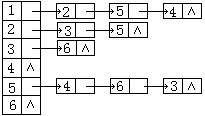 1 2 5 4 ∧
2 3 5 ∧
3 6 ∧
4 ∧
5 4 6 3 ∧
6 ∧